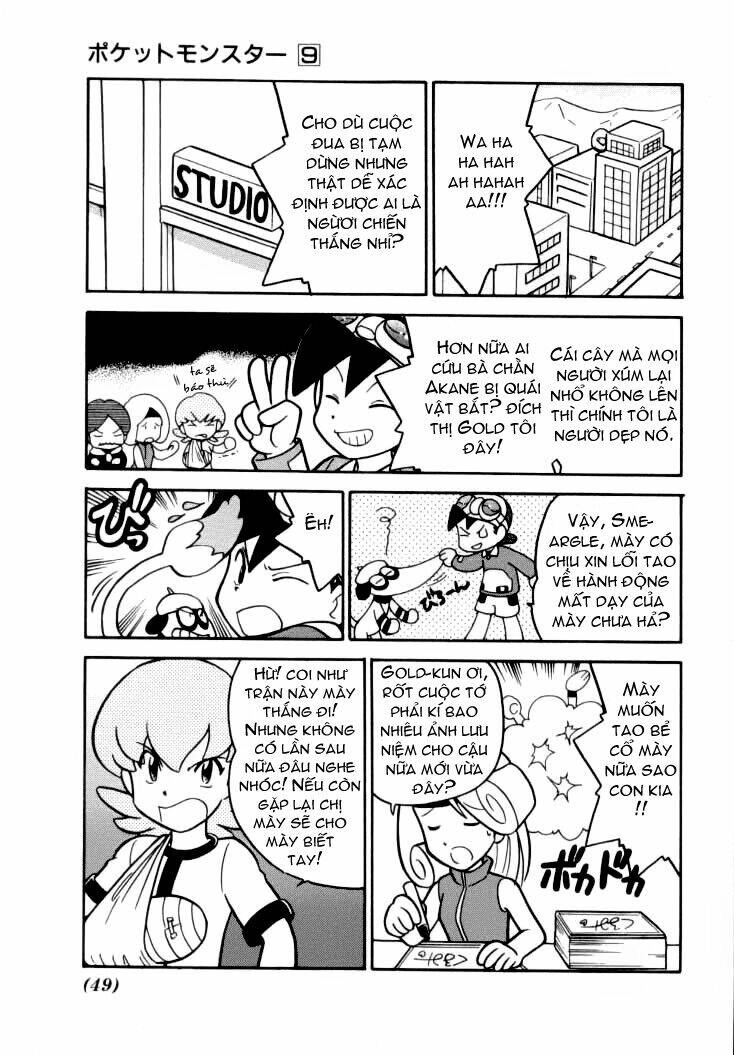 ポケットモンスター 9
WA HA
HA HA HAH
AH HAHAH
AA!!!
CHO DÙ CUỘC
ĐUA BỊ TẠM
DỪNG NHƯNG
THẬT DỄ XÁC
ĐỊNH ĐƯỢC AI LÀ
NGƯỜI CHIẾN
THẮNG NHỈ?
STUDIO
CÁI CÂY MÀ MỌI
NGƯỜI XÚM LẠI
NHỔ KHÔNG LÊN
THÌ CHÍNH TÔI LÀ
NGƯỜI DẸP NÓ.
HƠN NỮA AI
CỨU BÀ CHẰN
AKANE BỊ QUÁI
VẬT BẮT? ĐÍCH
THỊ GOLD TÔI
ĐÂY!
ta sẽ
báo thù
VẬY, SME-
ARGLE, MÀY CÓ
CHỊU XIN LỖI TAO
VỀ HÀNH ĐỘNG
MẤT DẠY CỦA
MÀY CHƯA HẢ?
びろーん
ÊH!
びっ
MÀY
MUỐN
TAO BẺ
CỔ MÀY
NỮA SAO
CON KIA
!!
ボカドカ
GOLD-KUN ƠI,
RỐT CUỘC TỚ
PHẢI KÍ BAO
NHIÊU ẢNH LƯU
NIỆM CHO CẬU
NỮA MỚI VỪA
ĐÂY?
HỪ! COI NHƯ
TRẬN NÀY MÀY
THẮNG ĐI!
NHƯNG KHÔNG
CÓ LẦN SAU
NỮA ĐÂU NGHE
NHÓC! NẾU CÒN
GẶP LẠI CHỊ
MÀY SẼ CHO
MÀY BIẾT
TAY!
(49)